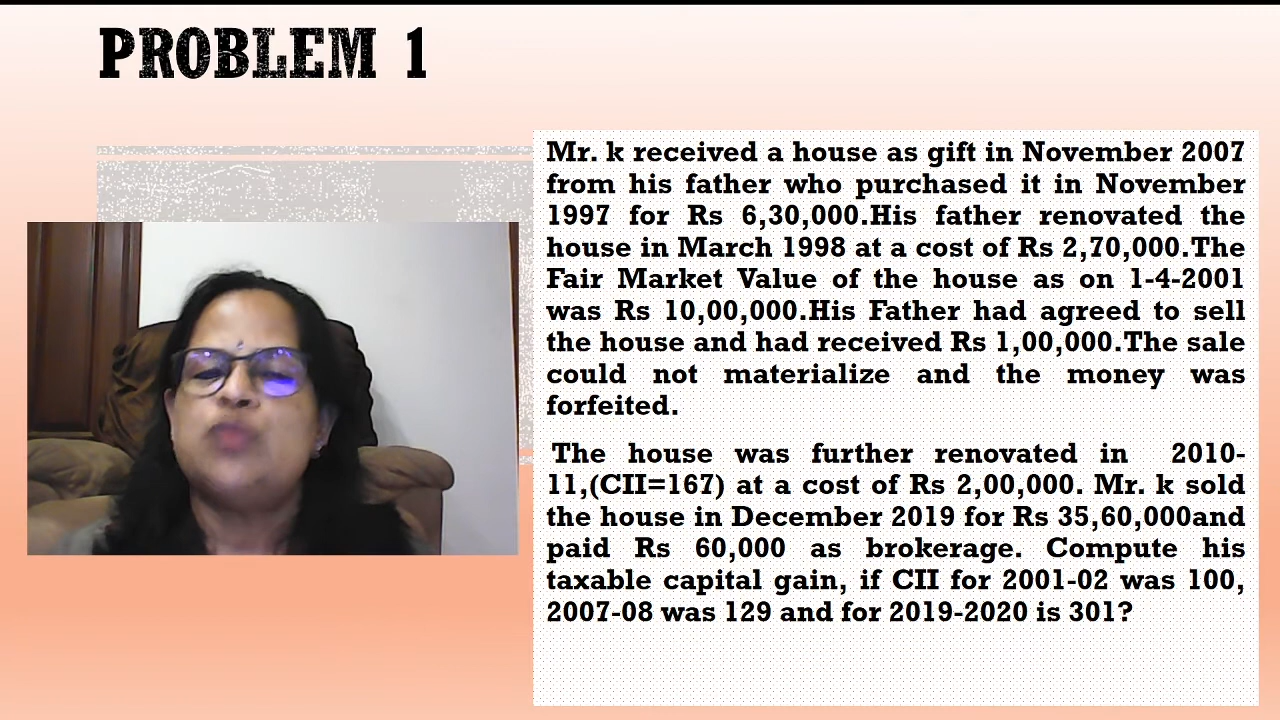 PROBLEM 1
Mr. k received a house as gift in November 2007
from his father who purchased it in November
1997 for Rs 6,30,000.His father renovated the
house in March 1998 at a cost of Rs 2,70,000.The
Fair Market Value of the house as on 1-4-2001
was Rs 10,00,000.His Father had agreed to sell
the house and had received Rs 1,00,000.The sale
could not materialize and the money was
forfeited.
The house was further renovated in 2010-
11,(CII=167) at a cost of Rs 2,00,000. Mr. k sold
the house in December 2019 for Rs 35,60,000and
paid Rs 60,000 as brokerage. Compute his
taxable capital gain, if CII for 2001-02 was 100,
2007-08 was 129 and for 2019-2020 is 301?